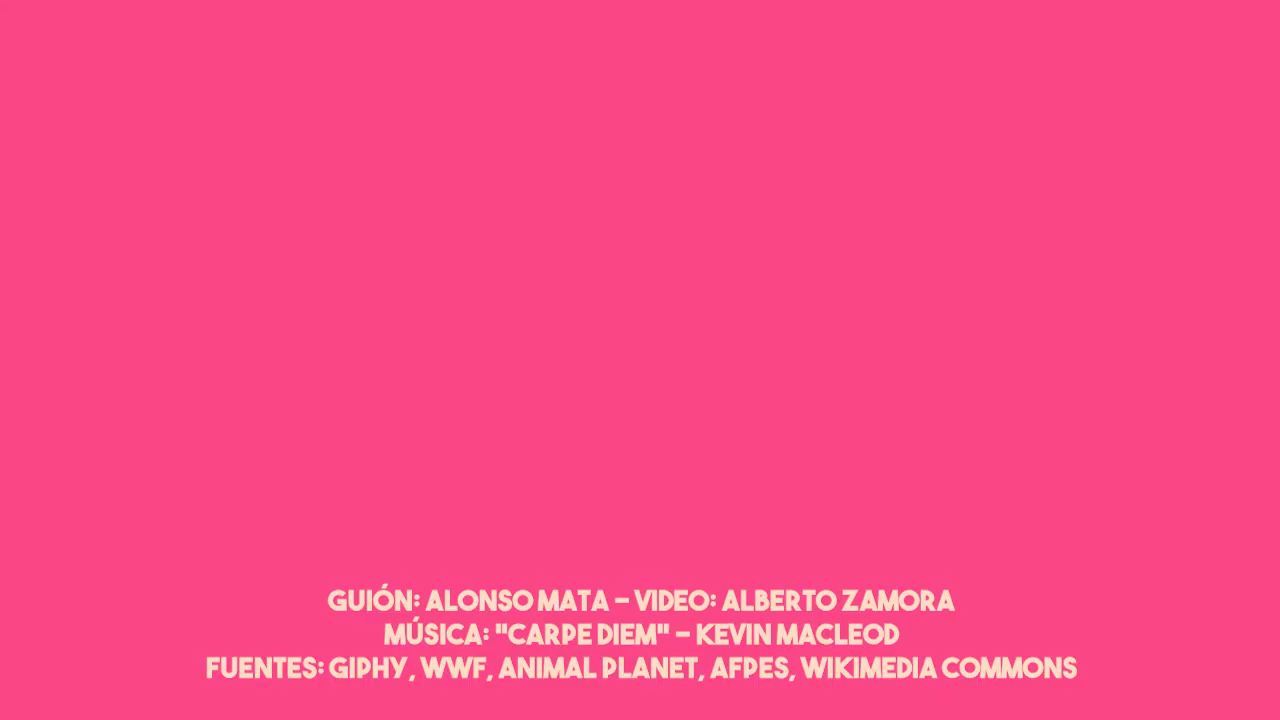 GUIÓN: ALONSO MATA - VIDEO: ALBERTO ZAMORA
MÚSICA: "CARPE DIEM" - KEVIN MACLEOD
FUENTES: GIPHY, WWF, ANIMAL PLANET, AFPES, WIKIMEDIA COMMONS